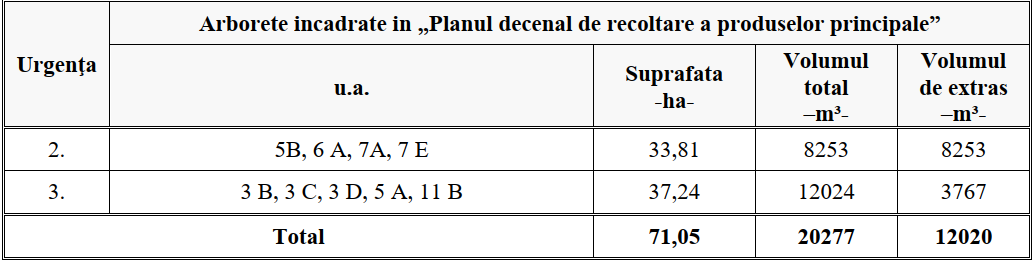 Urgenţa
Arborete incadrate in „Planul decenal de recoltare a produselor principale”
u.a.
Suprafata
-ha-
Volumul
total
–m³-
Volumul
de extras
–m³-
2.
5B, 6 A, 7A, 7 E
33,81
8253
8253
3.
3 B, 3 C, 3 D, 5 A, 11 B
37,24
12024
3767
Total
71,05
20277
12020